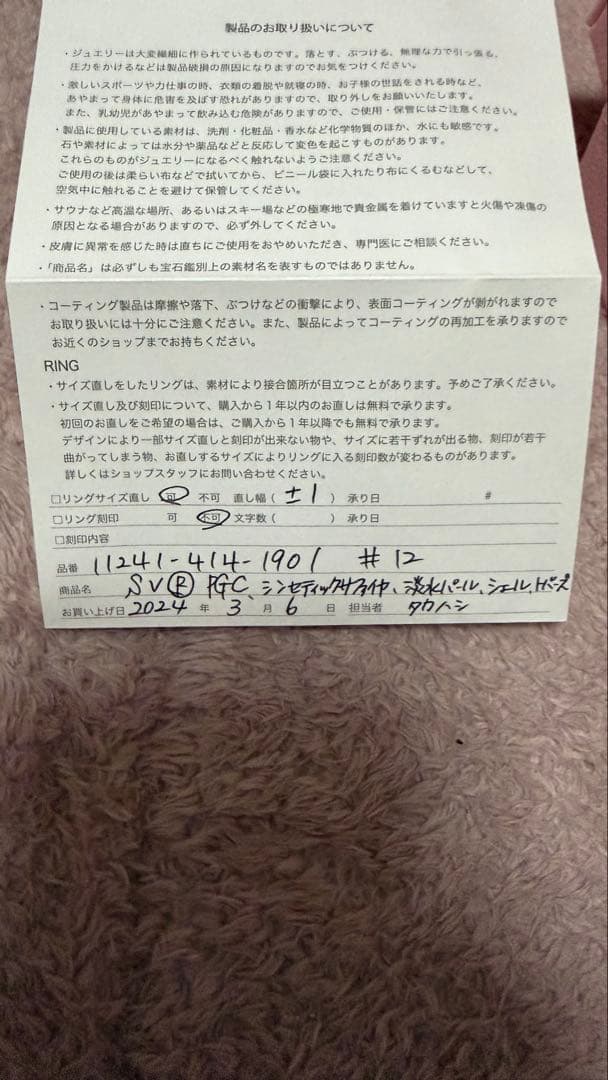 製品のお取り扱いについて
・ジュエリーは大変繊細に作られているものです。落とす、ぶつける、無理な力で引っ張る、
圧力をかけるなどは製品破損の原因になりますのでお気をつけください。
・激しいスポーツや力仕事の時、衣類の着脱や就寝の時、お子様の世話をされる時など、
あやまって身体に危害を及ぼす恐れがありますので、取り外しをお願いいたします。
また、乳幼児があやまって飲み込む危険がありますので、ご使用・保管にはご注意ください。
・製品に使用している素材は、洗剤・化粧品・香水など化学物質のほか、水にも敏感です。
石や素材によっては水分や薬品などと反応して変色を起こすものがあります。
これらのものがジュエリーになるべく触れないようご注意ください。
ご使用の後は柔らい布などで拭いてから、ビニール袋に入れたり布にくるむなどして、
空気中に触れることを避けて保管してください。
・サウナなど高温な場所、あるいはスキー場などの極寒地で貴金属を着けていますと火傷や凍傷の
原因となる場合がありますので、必ず外してください。
・皮膚に異常を感じた時は直ちにご使用をおやめいただき、専門医にご相談ください。
・「商品名」は必ずしも宝石鑑別上の素材名を表すものではありません。
・コーティング製品は摩擦や落下、ぶつけなどの衝撃により、表面コーティングが剥がれますので
お取り扱いには十分にご注意ください。また、製品によってコーティングの再加工を承りますので
お近くのショップまでお持ちください。
RING
・サイズ直しをしたリングは、素材により接合箇所が目立つことがあります。予めご了承ください。
・サイズ直し及び刻印について、購入から1年以内のお直しは無料で承ります。
初回のお直しをご希望の場合は、ご購入から1年以降でも無料で承ります。
デザインにより一部サイズ直しと刻印が出来ない物や、サイズに若干ずれが出る物、刻印が若干
曲がってしまう物、お直しするサイズによりリングに入る刻印数が変わるものがあります。
詳しくはショップスタッフにお問い合わせください。
□リングサイズ直し 可 不可 直し幅( ±1 ) 承り日 #
□リング刻印 可 不可 文字数( ) 承り日
□刻印内容
品番 11241-414-1901 #12
商品名 SV Ⓡ PGC、シンセティックサファイヤ、淡水パール、シェル、トパーズ
お買い上げ日 2024 年 3 月 6 日 担当者 タカハシ